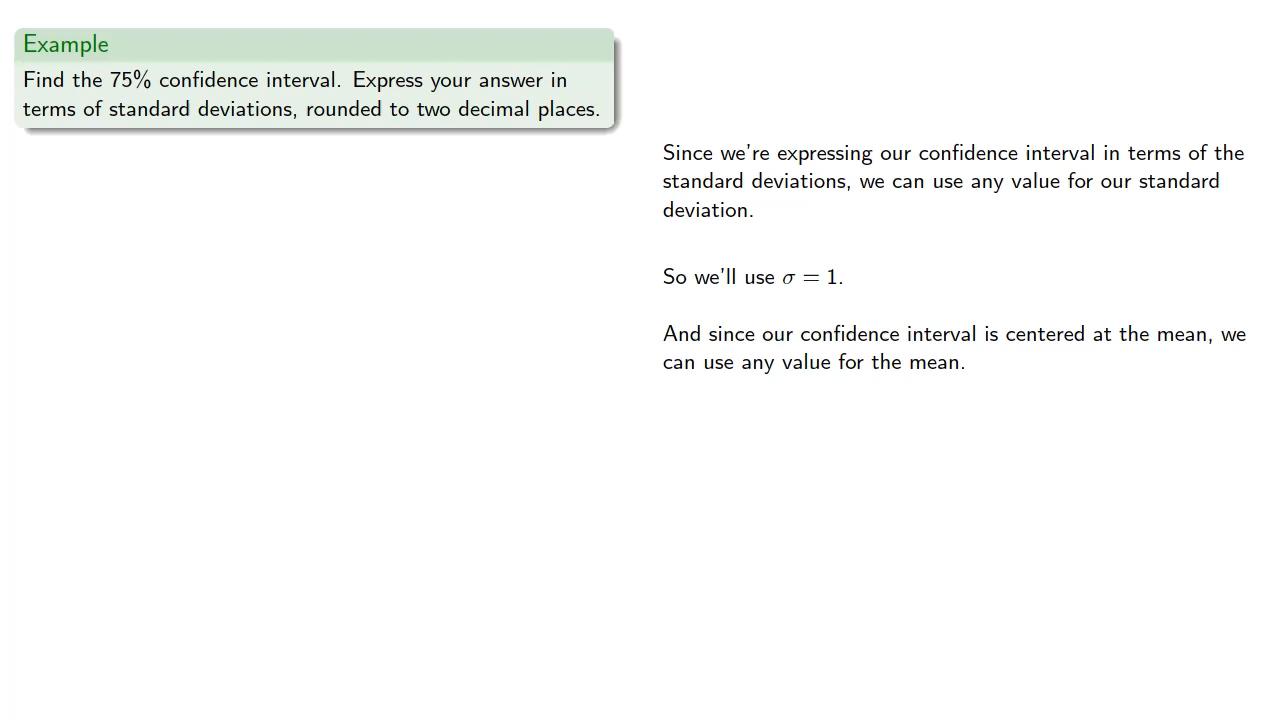 Example
Find the 75% confidence interval. Express your answer in
terms of standard deviations, rounded to two decimal places.
Since we're expressing our confidence interval in terms of the
standard deviations, we can use any value for our standard
deviation.
So we'll use σ = 1.
And since our confidence interval is centered at the mean, we
can use any value for the mean.